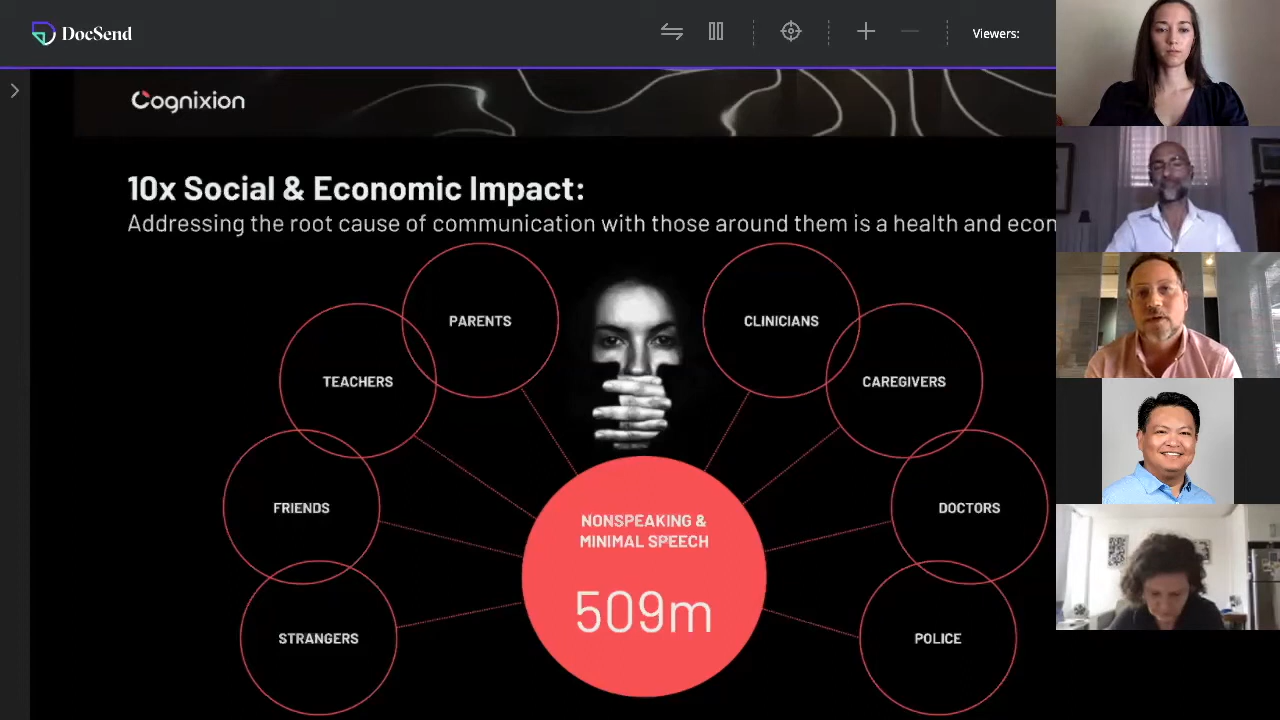 DocSend
Viewers:
Cognixion
10x Social & Economic Impact:
Addressing the root cause of communication with those around them is a health and econ
PARENTS
CLINICIANS
TEACHERS
CAREGIVERS
FRIENDS
DOCTORS
NONSPEAKING &
MINIMAL SPEECH
509m
STRANGERS
POLICE